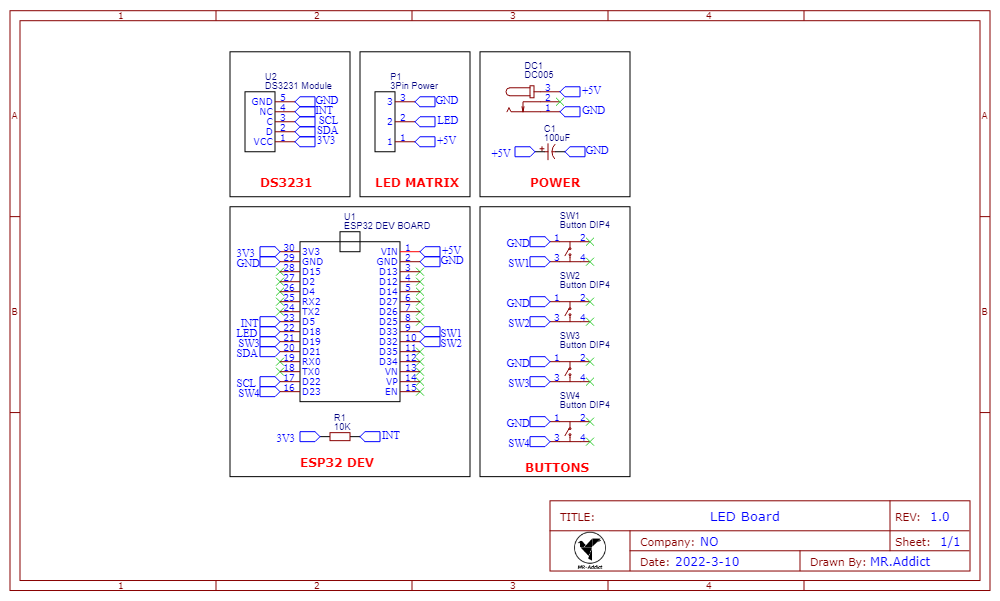 1 2 3 4
A
A
B
B
U2
DS3231 Module
GND 5 GND
NC 4 INT
C 3 SCL
D 2 SDA
VCC 1 3V3
DS3231
P1
3Pin Power
3 3 GND
2 2 LED
1 1 +5V
LED MATRIX
DC1
DC005
3 +5V
2
1 GND
C1
100uF
+5V + GND
POWER
U1
ESP32 DEV BOARD
3V3 30 3V3 VIN 1 +5V
GND 29 GND GND 2 GND
28 D15 D13 3
27 D2 D12 4
26 D4 D14 5
25 RX2 D27 6
24 TX2 D26 7
INT 23 D5 D25 8
LED 22 D18 D33 9 SW1
SW3 21 D19 D32 10 SW2
SDA 20 D21 D35 11
19 RX0 D34 12
18 TX0 VN 13
SCL 17 D22 VP 14
SW4 16 D23 EN 15
R1
10K
3V3 INT
ESP32 DEV
SW1
Button DIP4
GND 1 2
SW1 3 4
SW2
Button DIP4
GND 1 2
SW2 3 4
SW3
Button DIP4
GND 1 2
SW3 3 4
SW4
Button DIP4
GND 1 2
SW4 3 4
BUTTONS
TITLE: LED Board REV: 1.0
Company: NO Sheet: 1/1
Date: 2022-3-10 Drawn By: MR.Addict
MR·Addict
1 2 3 4